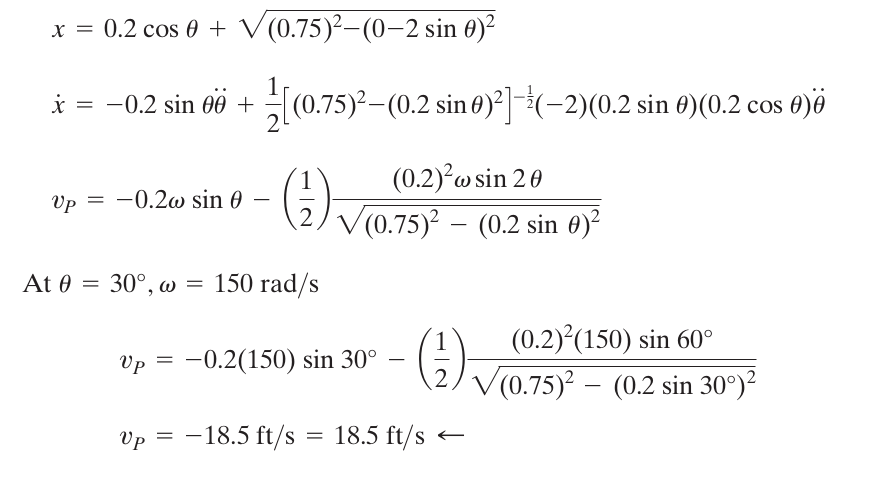 x = 0.2 cos θ + √(0.75)²−(0−2 sin θ)²
ẋ = −0.2 sin θθ̈ + 1/2[(0.75)²−(0.2 sin θ)²]^−1/2(−2)(0.2 sin θ)(0.2 cos θ)θ̈
v_P = −0.2ω sin θ − (1/2) (0.2)²ω sin 2θ / √(0.75)² − (0.2 sin θ)²
At θ = 30°, ω = 150 rad/s
v_P = −0.2(150) sin 30° − (1/2) (0.2)²(150) sin 60° / √(0.75)² − (0.2 sin 30°)²
v_P = −18.5 ft/s = 18.5 ft/s ←